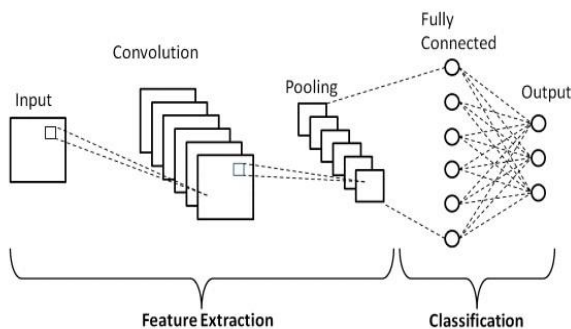 Fully
Connected
Convolution
Pooling
Input
Output
Feature Extraction
Classification